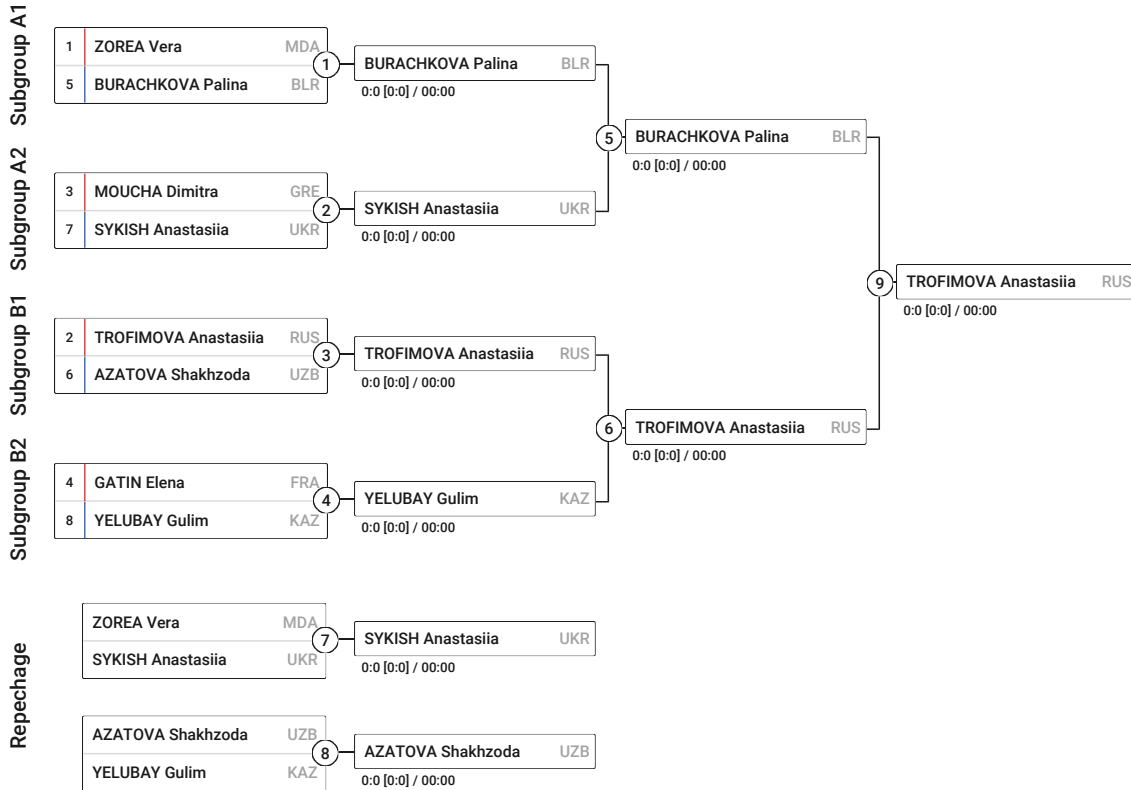 Subgroup A1
1 ZOREA Vera MDA
5 BURACHKOVA Palina BLR
1
BURACHKOVA Palina BLR
0:0 [0:0] / 00:00
Subgroup A2
3 MOUCHA Dimitra GRE
7 SYKISH Anastasiia UKR
2
SYKISH Anastasiia UKR
0:0 [0:0] / 00:00
5
BURACHKOVA Palina BLR
0:0 [0:0] / 00:00
Subgroup B1
2 TROFIMOVA Anastasiia RUS
6 AZATOVA Shakhzoda UZB
3
TROFIMOVA Anastasiia RUS
0:0 [0:0] / 00:00
Subgroup B2
4 GATIN Elena FRA
8 YELUBAY Gulim KAZ
4
YELUBAY Gulim KAZ
0:0 [0:0] / 00:00
6
TROFIMOVA Anastasiia RUS
0:0 [0:0] / 00:00
9
TROFIMOVA Anastasiia RUS
0:0 [0:0] / 00:00
Repechage
ZOREA Vera MDA
SYKISH Anastasiia UKR
7
SYKISH Anastasiia UKR
0:0 [0:0] / 00:00
AZATOVA Shakhzoda UZB
YELUBAY Gulim KAZ
8
AZATOVA Shakhzoda UZB
0:0 [0:0] / 00:00